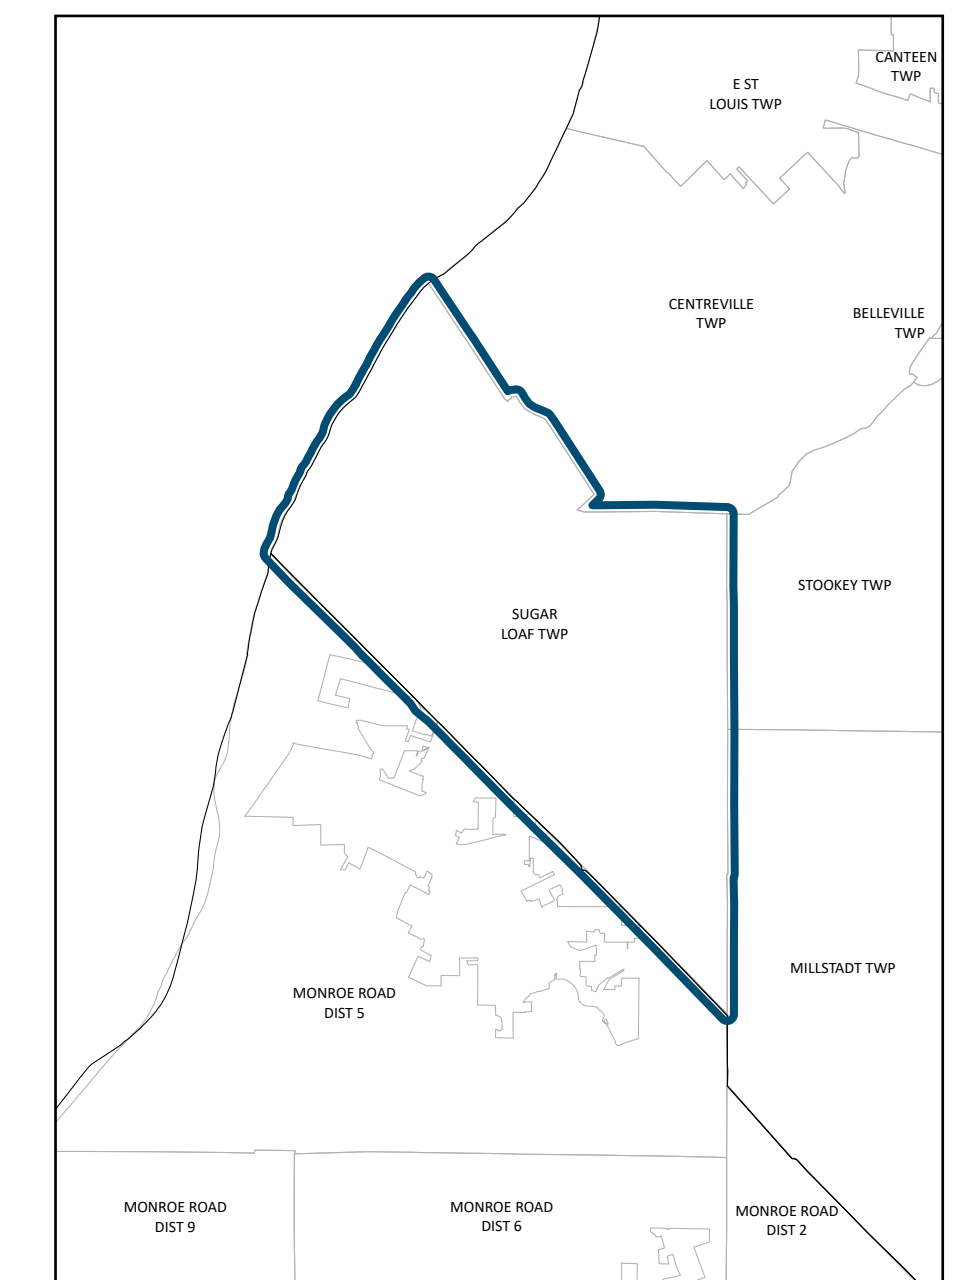 CANTEEN
TWP
E ST
LOUIS TWP
CENTREVILLE
TWP
BELLEVILLE
TWP
STOOKEY TWP
SUGAR
LOAF TWP
MILLSTADT TWP
MONROE ROAD
DIST 5
MONROE ROAD
DIST 9
MONROE ROAD
DIST 6
MONROE ROAD
DIST 2